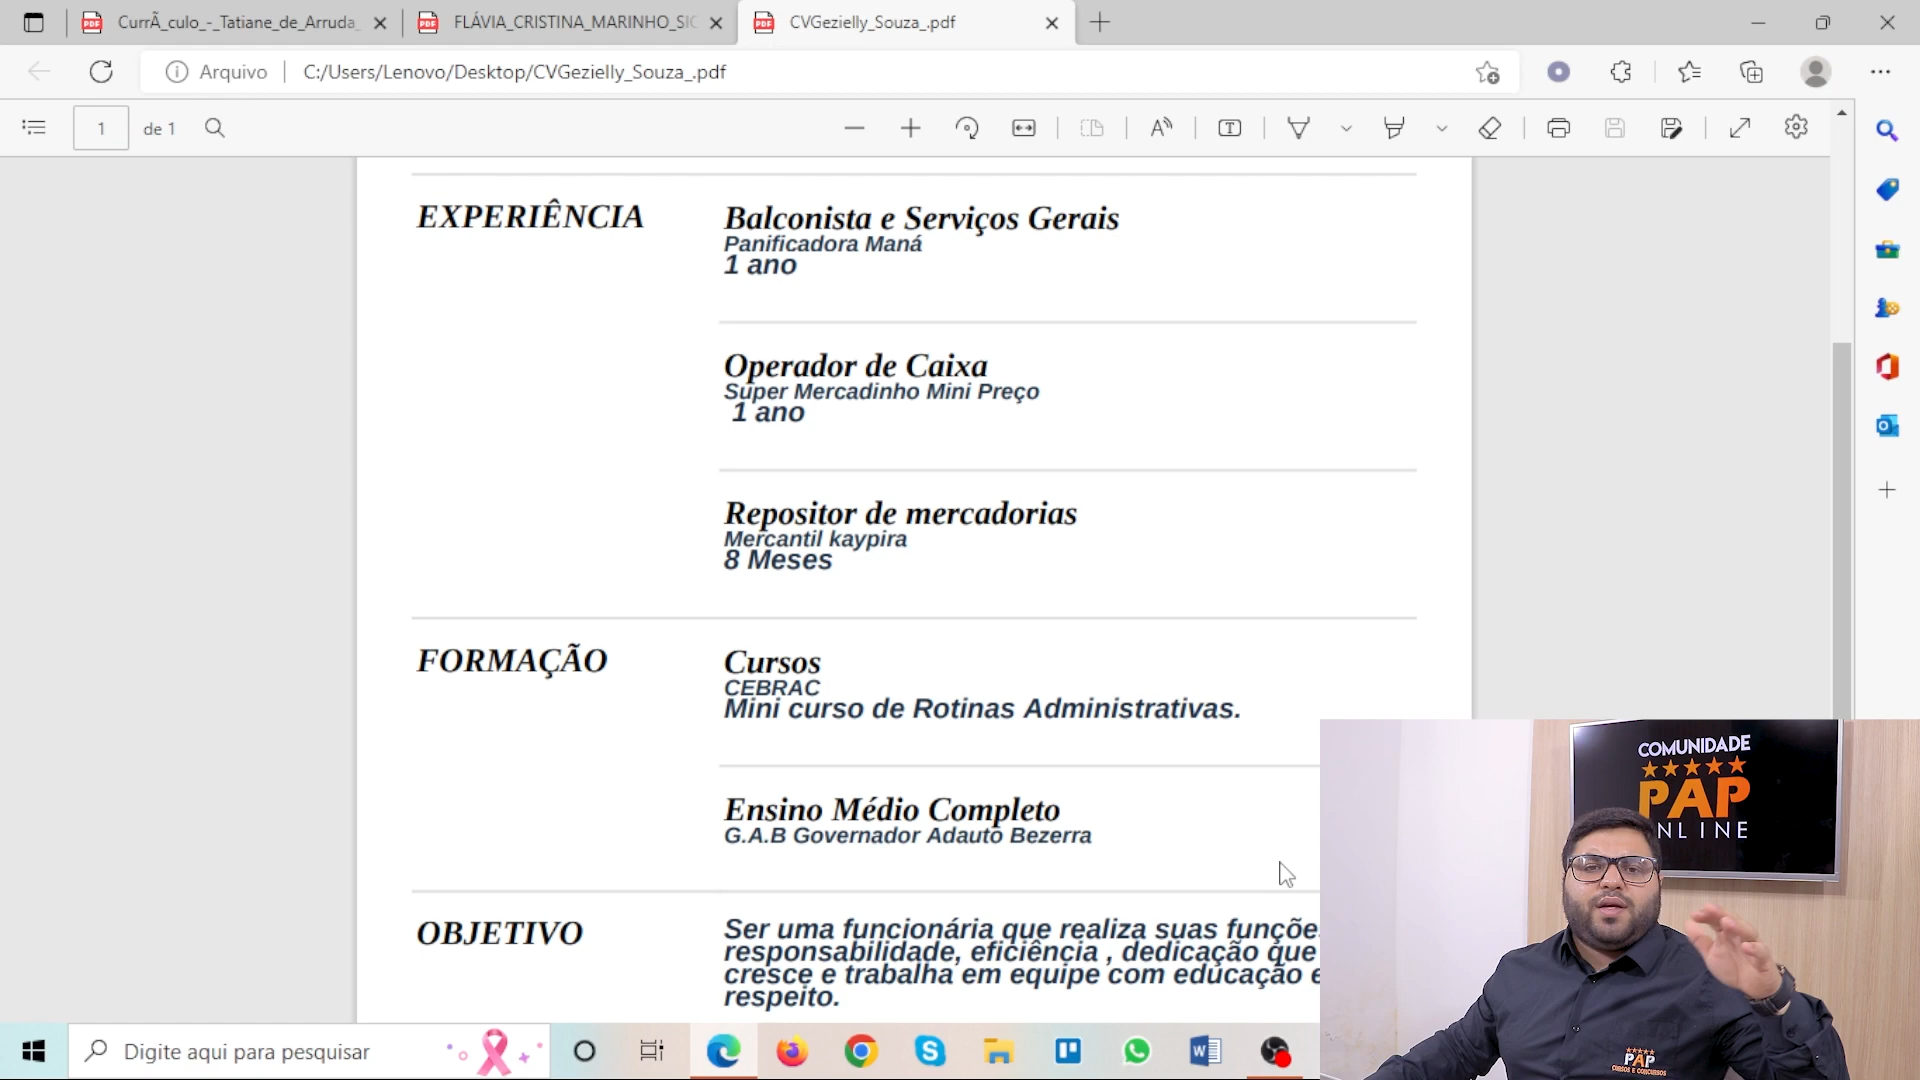 CurrÃ_culo_-_Tatiane_de_Arruda_
FLÁVIA_CRISTINA_MARINHO_SIC
CVGezielly_Souza_.pdf
Arquivo
C:/Users/Lenovo/Desktop/CVGezielly_Souza_.pdf
1 de 1
EXPERIÊNCIA
Balconista e Serviços Gerais
Panificadora Maná
1 ano
Operador de Caixa
Super Mercadinho Mini Preço
1 ano
Repositor de mercadorias
Mercantil kaypira
8 Meses
FORMAÇÃO
Cursos
CEBRAC
Mini curso de Rotinas Administrativas.
Ensino Médio Completo
G.A.B Governador Adauto Bezerra
OBJETIVO
Ser uma funcionária que realiza suas funçõe
responsabilidade, eficiência , dedicação que
cresce e trabalha em equipe com educação e
respeito.
COMUNIDADE
PAP
NLINE
PAP
CURSOS E CONCURSOS
Digite aqui para pesquisar